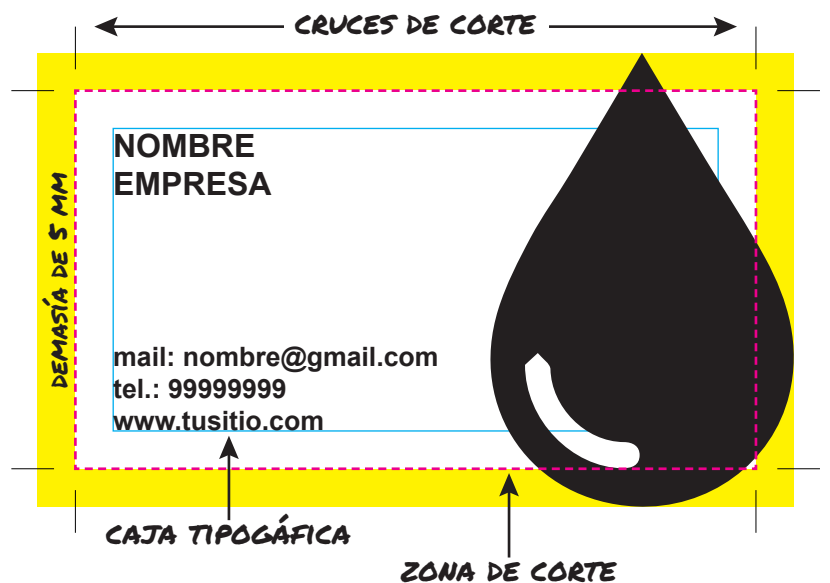 CRUCES DE CORTE
NOMBRE
EMPRESA
DEMASÍA DE 5 MM
mail: nombre@gmail.com
tel.: 99999999
www.tusitio.com
CAJA TIPOGÁFICA
ZONA DE CORTE